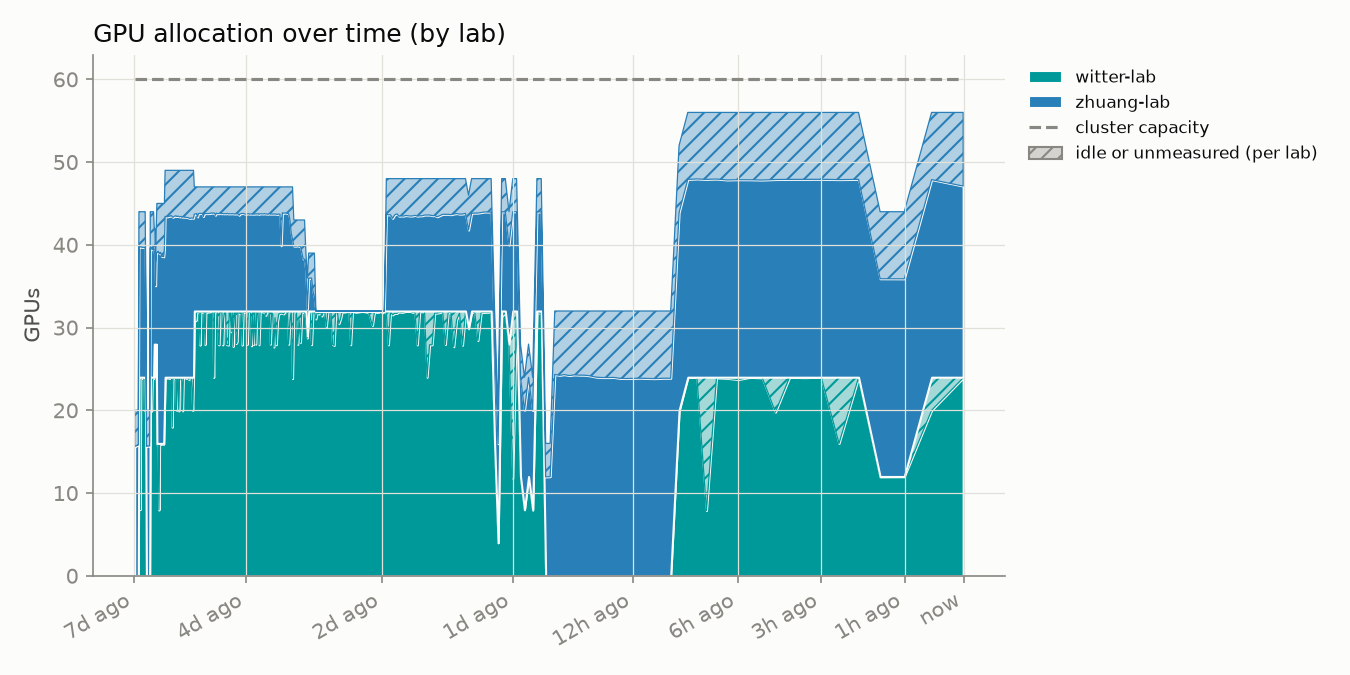 GPU allocation over time (by lab)
witter-lab
zhuang-lab
cluster capacity
idle or unmeasured (per lab)
GPUs
60
50
40
30
20
10
0
7d ago
4d ago
2d ago
1d ago
12h ago
6h ago
3h ago
1h ago
now